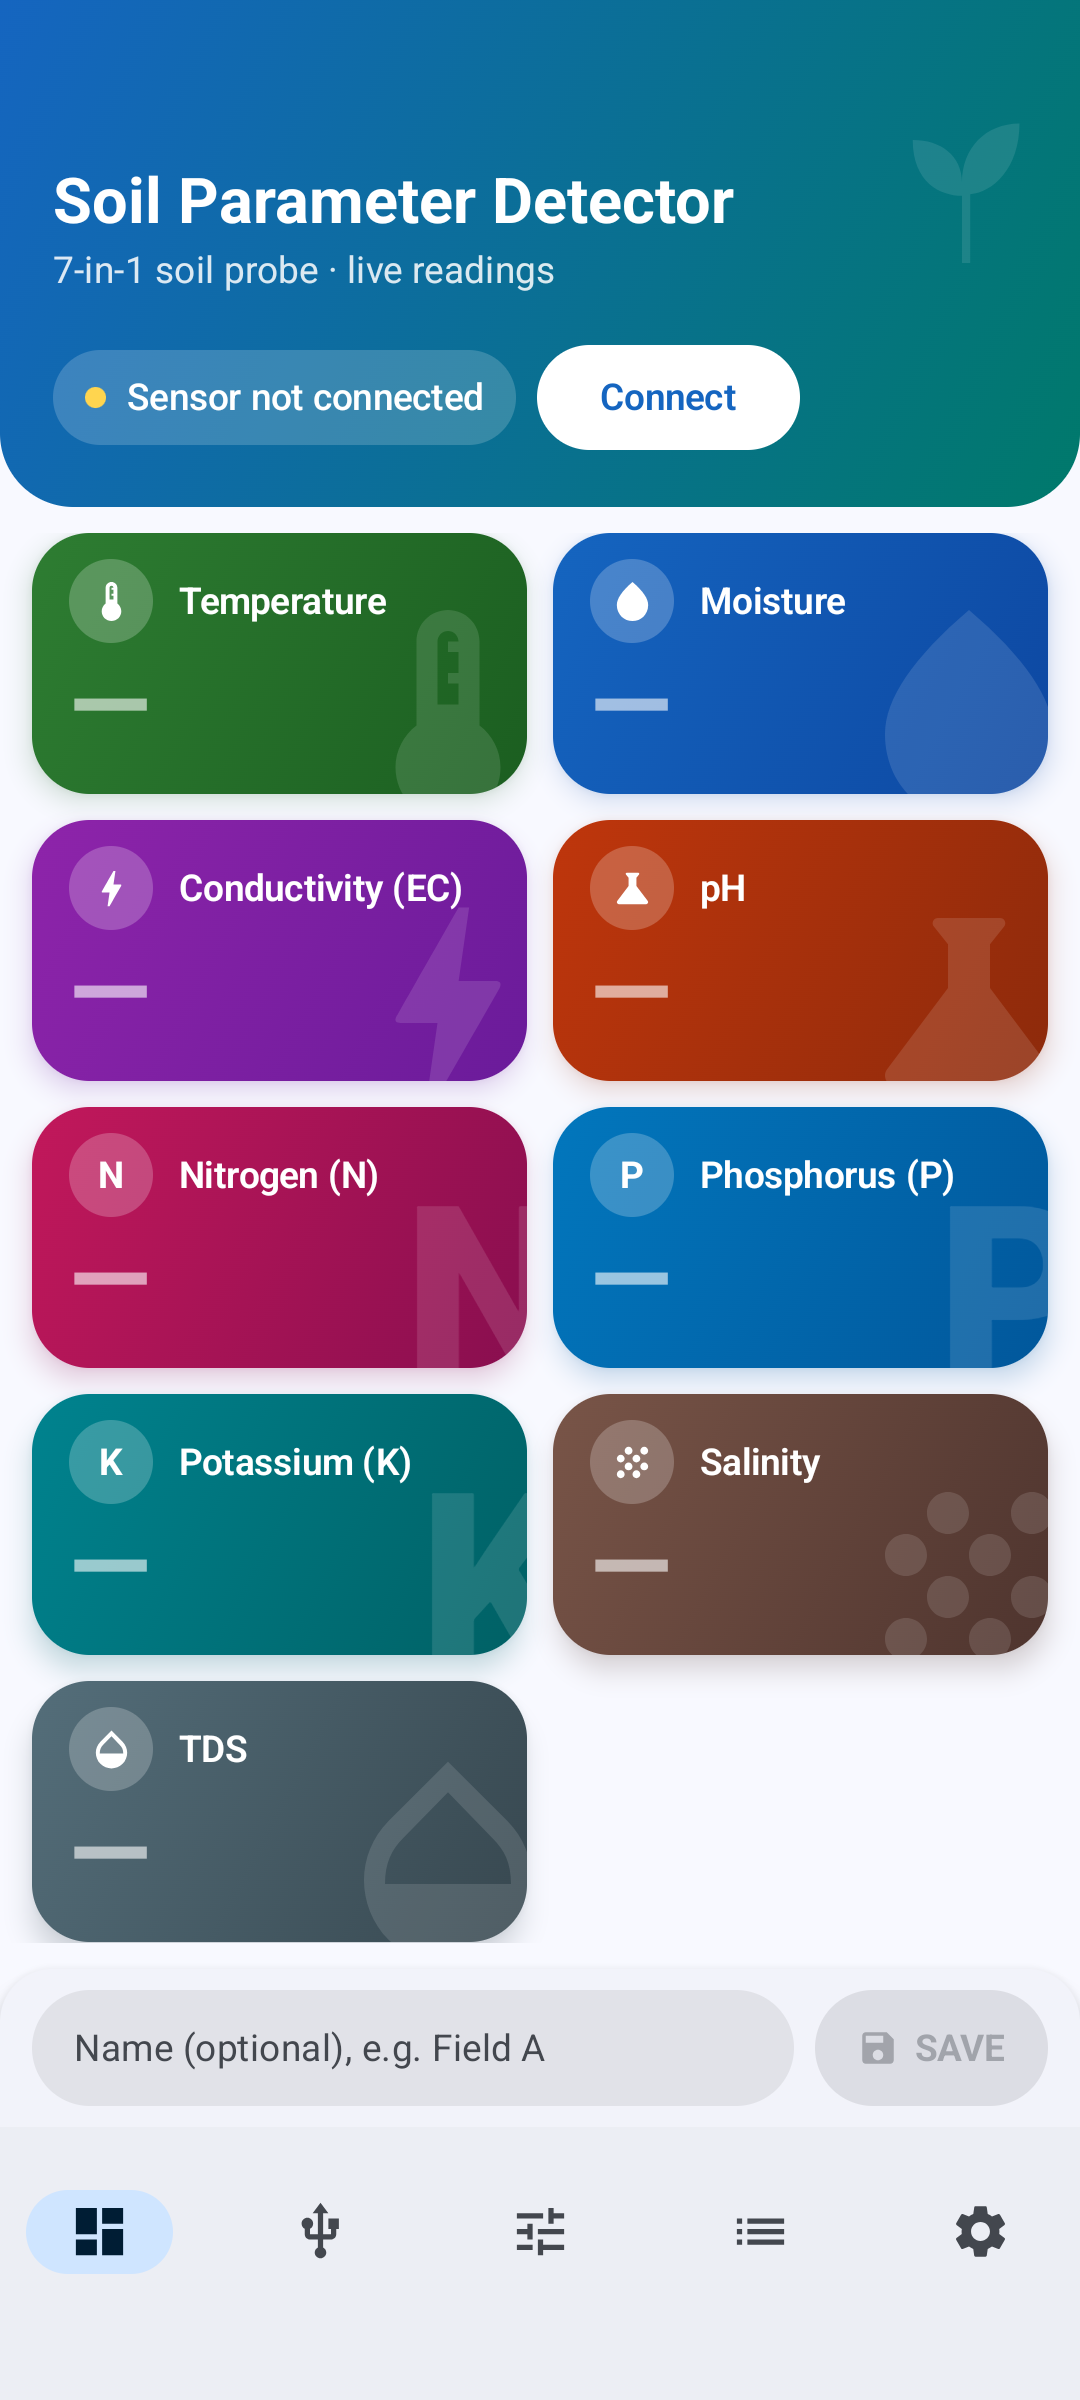 Soil Parameter Detector
7-in-1 soil probe · live readings
Sensor not connected
Connect
Temperature
—
Moisture
—
Conductivity (EC)
—
pH
—
N
Nitrogen (N)
N
—
P
Phosphorus (P)
P
—
K
Potassium (K)
K
—
Salinity
—
TDS
—
Name (optional), e.g. Field A
SAVE